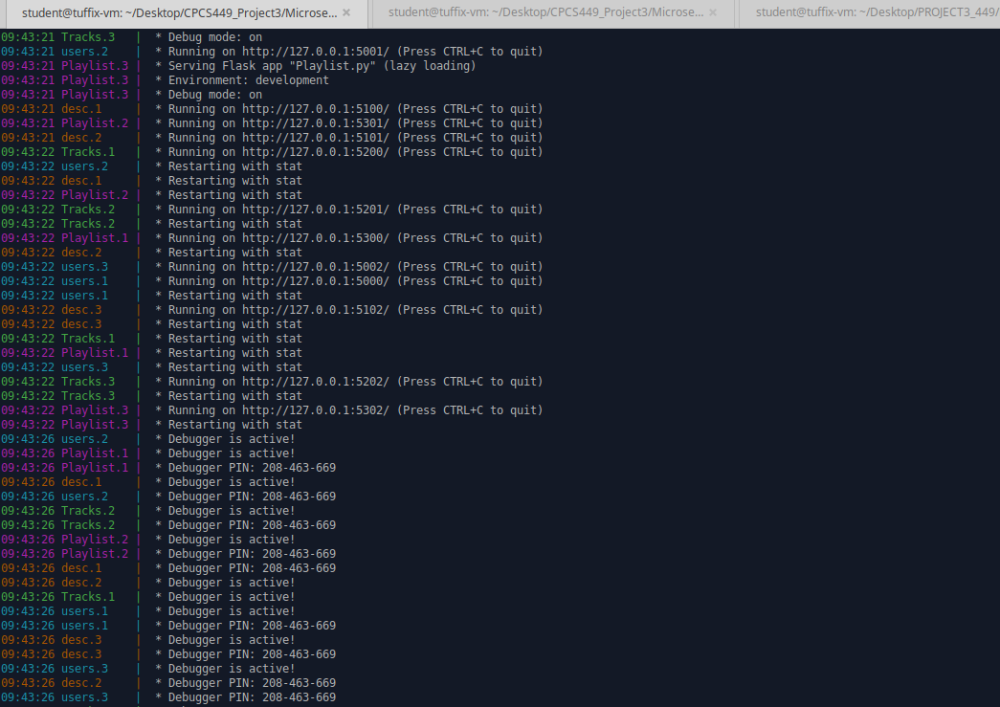 student@tuffix-vm: ~/Desktop/CPCS449_Project3/Microse... ×
student@tuffix-vm: ~/Desktop/CPCS449_Project3/Microse... ×
student@tuffix-vm: ~/Desktop/PROJECT3_449/
09:43:21 Tracks.3 | * Debug mode: on
09:43:21 users.2 | * Running on http://127.0.0.1:5001/ (Press CTRL+C to quit)
09:43:21 Playlist.3 | * Serving Flask app "Playlist.py" (lazy loading)
09:43:21 Playlist.3 | * Environment: development
09:43:21 Playlist.3 | * Debug mode: on
09:43:21 desc.1 | * Running on http://127.0.0.1:5100/ (Press CTRL+C to quit)
09:43:21 Playlist.2 | * Running on http://127.0.0.1:5301/ (Press CTRL+C to quit)
09:43:21 desc.2 | * Running on http://127.0.0.1:5101/ (Press CTRL+C to quit)
09:43:22 Tracks.1 | * Running on http://127.0.0.1:5200/ (Press CTRL+C to quit)
09:43:22 users.2 | * Restarting with stat
09:43:22 desc.1 | * Restarting with stat
09:43:22 Playlist.2 | * Restarting with stat
09:43:22 Tracks.2 | * Running on http://127.0.0.1:5201/ (Press CTRL+C to quit)
09:43:22 Tracks.2 | * Restarting with stat
09:43:22 Playlist.1 | * Running on http://127.0.0.1:5300/ (Press CTRL+C to quit)
09:43:22 desc.2 | * Restarting with stat
09:43:22 users.3 | * Running on http://127.0.0.1:5002/ (Press CTRL+C to quit)
09:43:22 users.1 | * Running on http://127.0.0.1:5000/ (Press CTRL+C to quit)
09:43:22 users.1 | * Restarting with stat
09:43:22 desc.3 | * Running on http://127.0.0.1:5102/ (Press CTRL+C to quit)
09:43:22 desc.3 | * Restarting with stat
09:43:22 Tracks.1 | * Restarting with stat
09:43:22 Playlist.1 | * Restarting with stat
09:43:22 users.3 | * Restarting with stat
09:43:22 Tracks.3 | * Running on http://127.0.0.1:5202/ (Press CTRL+C to quit)
09:43:22 Tracks.3 | * Restarting with stat
09:43:22 Playlist.3 | * Running on http://127.0.0.1:5302/ (Press CTRL+C to quit)
09:43:22 Playlist.3 | * Restarting with stat
09:43:26 users.2 | * Debugger is active!
09:43:26 Playlist.1 | * Debugger is active!
09:43:26 Playlist.1 | * Debugger PIN: 208-463-669
09:43:26 desc.1 | * Debugger is active!
09:43:26 users.2 | * Debugger PIN: 208-463-669
09:43:26 Tracks.2 | * Debugger is active!
09:43:26 Tracks.2 | * Debugger PIN: 208-463-669
09:43:26 Playlist.2 | * Debugger is active!
09:43:26 Playlist.2 | * Debugger PIN: 208-463-669
09:43:26 desc.1 | * Debugger PIN: 208-463-669
09:43:26 desc.2 | * Debugger is active!
09:43:26 Tracks.1 | * Debugger is active!
09:43:26 users.1 | * Debugger is active!
09:43:26 users.1 | * Debugger PIN: 208-463-669
09:43:26 desc.3 | * Debugger is active!
09:43:26 desc.3 | * Debugger PIN: 208-463-669
09:43:26 users.3 | * Debugger is active!
09:43:26 desc.2 | * Debugger PIN: 208-463-669
09:43:26 users.3 | * Debugger PIN: 208-463-669